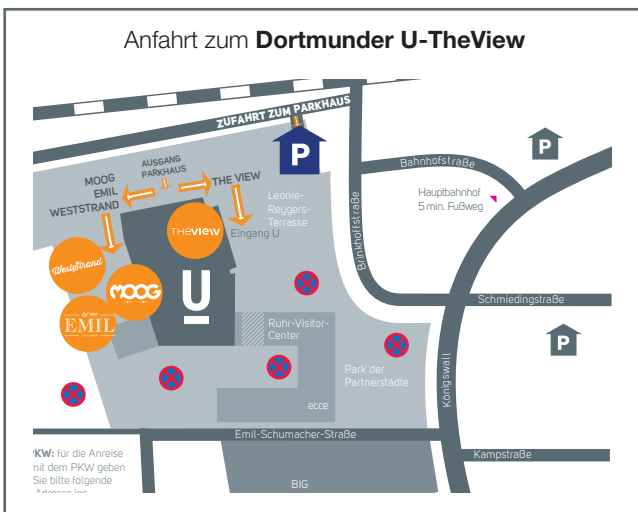 Anfahrt zum Dortmunder U-TheView
ZUFAHRT ZUM PARKHAUS
P
P
AUSGANG
PARKHAUS
MOOG
EMIL
WESTSTRAND
THE VIEW
Leonie-
Reygers-
Terrasse
Bahnhofstraße
Hauptbahnhof
5 min. Fußweg
Brinkhoffstraße
THEVIEW
Eingang U
WestStrand
MOOG
EMIL
U
Schmiedingstraße
Ruhr-Visitor-
Center
P
Park der
Partnerstädte
Königswall
ecce
Emil-Schumacher-Straße
Kampstraße
PKW: für die Anreise
mit dem PKW geben
Sie bitte folgende
BIG